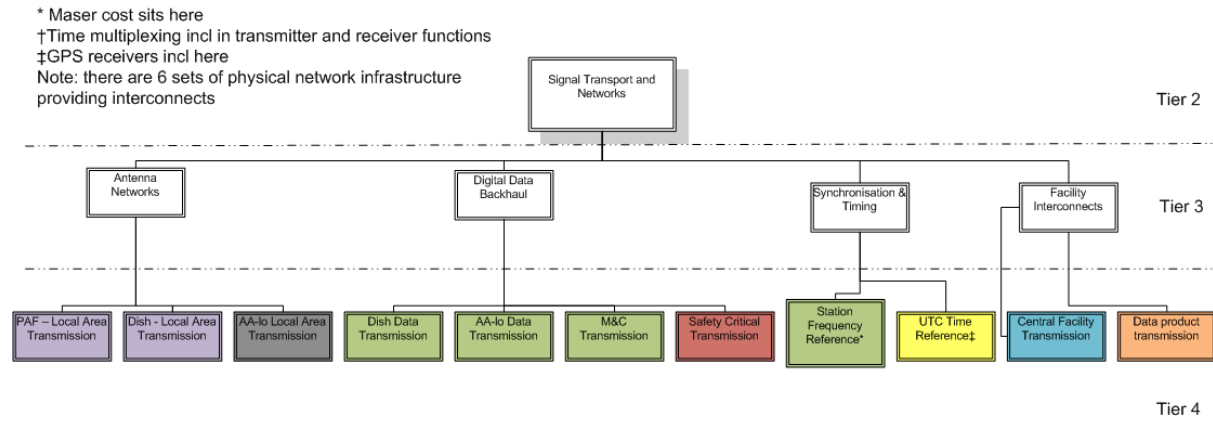 * Maser cost sits here
†Time multiplexing incl in transmitter and receiver functions
‡GPS receivers incl here
Note: there are 6 sets of physical network infrastructure
providing interconnects
Signal Transport and
Networks
Tier 2
Antenna
Networks
Digital Data
Backhaul
Synchronisation &
Timing
Facility
Interconnects
Tier 3
PAF – Local Area
Transmission
Dish - Local Area
Transmission
AA-lo Local Area
Transmission
Dish Data
Transmission
AA-lo Data
Transmission
M&C
Transmission
Safety Critical
Transmission
Station
Frequency
Reference*
UTC Time
Reference‡
Central Facility
Transmission
Data product
transmission
Tier 4